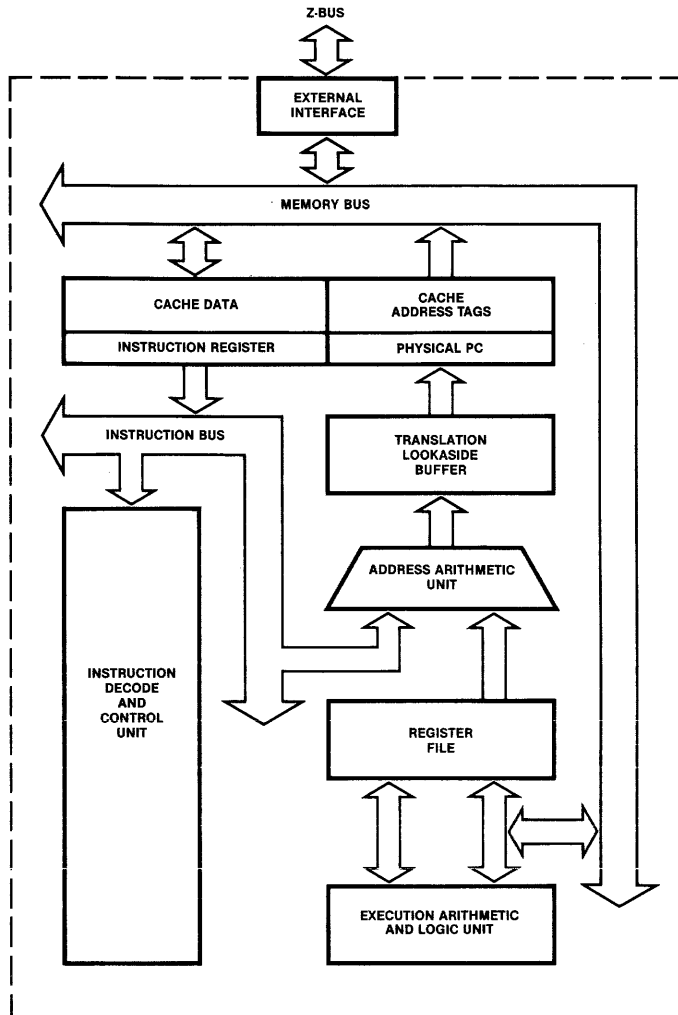 Z-BUS
EXTERNAL
INTERFACE
MEMORY BUS
CACHE DATA
CACHE
ADDRESS TAGS
INSTRUCTION REGISTER
PHYSICAL PC
INSTRUCTION BUS
TRANSLATION
LOOKASIDE
BUFFER
ADDRESS ARITHMETIC
UNIT
INSTRUCTION
DECODE
AND
CONTROL
UNIT
REGISTER
FILE
EXECUTION ARITHMETIC
AND LOGIC UNIT